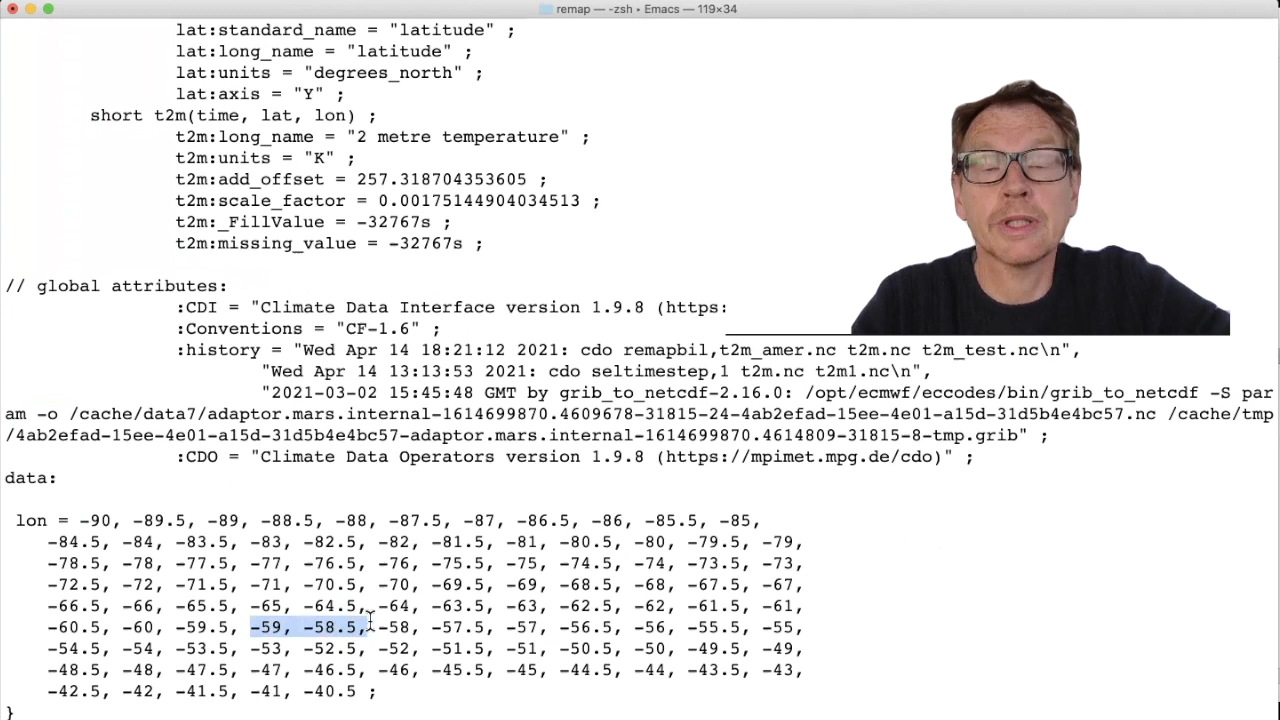 remap — -zsh • Emacs — 119×34
lat:standard_name = "latitude" ;
lat:long_name = "latitude" ;
lat:units = "degrees_north" ;
lat:axis = "Y" ;
short t2m(time, lat, lon) ;
t2m:long_name = "2 metre temperature" ;
t2m:units = "K" ;
t2m:add_offset = 257.318704353605 ;
t2m:scale_factor = 0.00175144904034513 ;
t2m:_FillValue = -32767s ;
t2m:missing_value = -32767s ;
// global attributes:
:CDI = "Climate Data Interface version 1.9.8 (https:
:Conventions = "CF-1.6" ;
:history = "Wed Apr 14 18:21:12 2021: cdo remapbil,t2m_amer.nc t2m.nc t2m_test.nc\n",
"Wed Apr 14 13:13:53 2021: cdo seltimestep,1 t2m.nc t2m1.nc\n",
"2021-03-02 15:45:48 GMT by grib_to_netcdf-2.16.0: /opt/ecmwf/eccodes/bin/grib_to_netcdf -S par
am -o /cache/data7/adaptor.mars.internal-1614699870.4609678-31815-24-4ab2efad-15ee-4e01-a15d-31d5b4e4bc57.nc /cache/tmp
/4ab2efad-15ee-4e01-a15d-31d5b4e4bc57-adaptor.mars.internal-1614699870.4614809-31815-8-tmp.grib" ;
:CDO = "Climate Data Operators version 1.9.8 (https://mpimet.mpg.de/cdo)" ;
data:
lon = -90, -89.5, -89, -88.5, -88, -87.5, -87, -86.5, -86, -85.5, -85,
-84.5, -84, -83.5, -83, -82.5, -82, -81.5, -81, -80.5, -80, -79.5, -79,
-78.5, -78, -77.5, -77, -76.5, -76, -75.5, -75, -74.5, -74, -73.5, -73,
-72.5, -72, -71.5, -71, -70.5, -70, -69.5, -69, -68.5, -68, -67.5, -67,
-66.5, -66, -65.5, -65, -64.5, -64, -63.5, -63, -62.5, -62, -61.5, -61,
-60.5, -60, -59.5, -59, -58.5, -58, -57.5, -57, -56.5, -56, -55.5, -55,
-54.5, -54, -53.5, -53, -52.5, -52, -51.5, -51, -50.5, -50, -49.5, -49,
-48.5, -48, -47.5, -47, -46.5, -46, -45.5, -45, -44.5, -44, -43.5, -43,
-42.5, -42, -41.5, -41, -40.5 ;
}